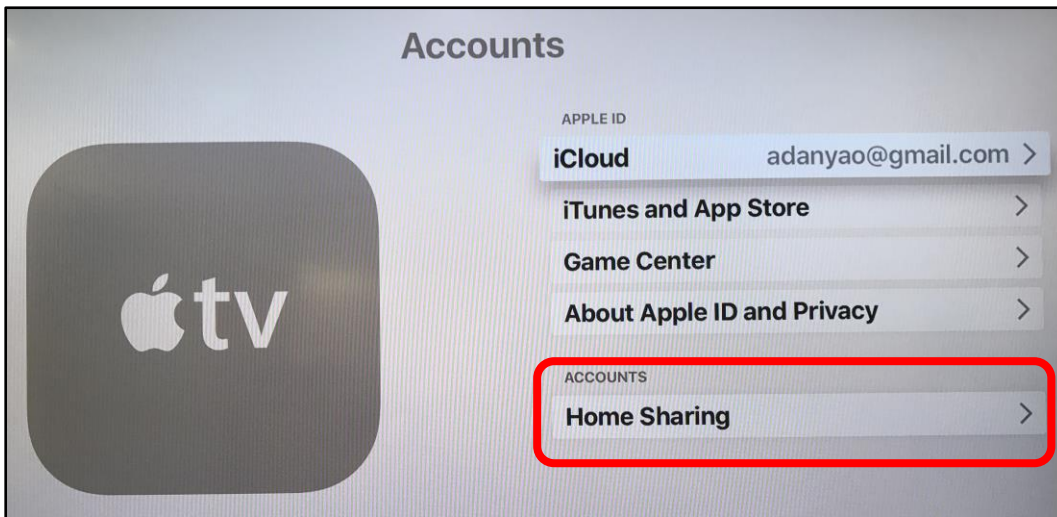 Accounts
APPLE ID
iCloud adanyao@gmail.com
iTunes and App Store
Game Center
About Apple ID and Privacy
tv
ACCOUNTS
Home Sharing